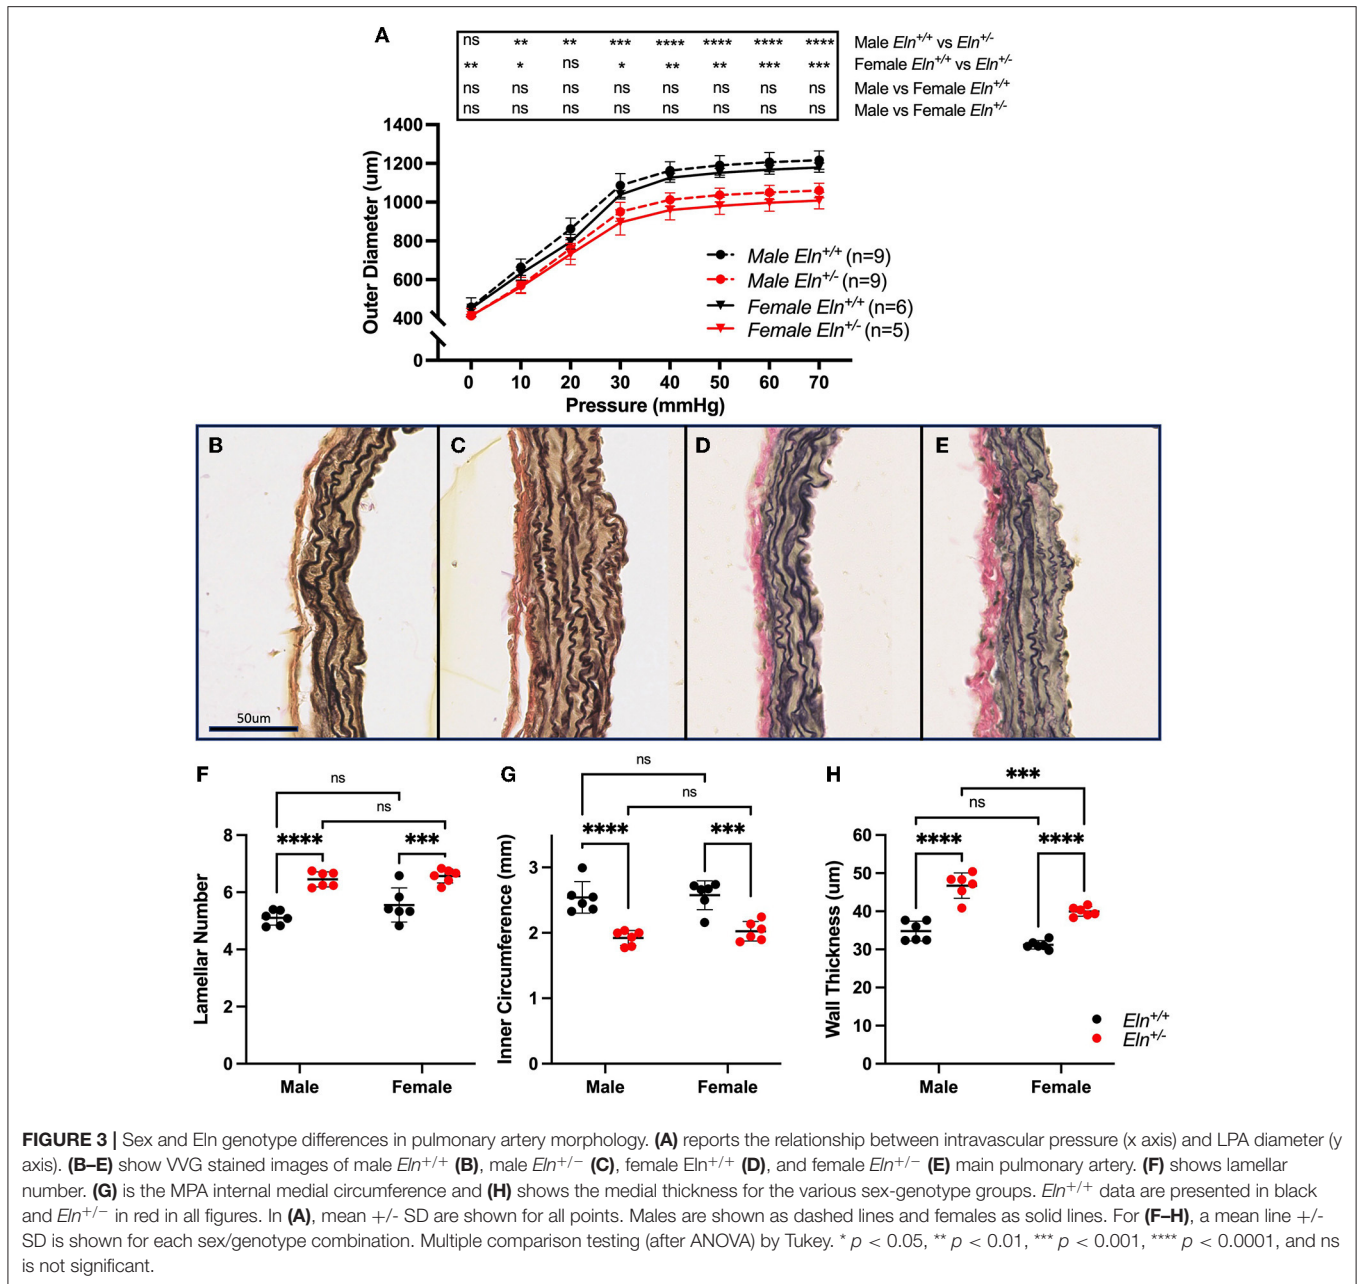 A
ns ** ** *** **** **** **** **** Male Eln+/+ vs Eln+/-
** * ns * ** ** *** *** Female Eln+/+ vs Eln+/-
ns ns ns ns ns ns ns ns Male vs Female Eln+/+
ns ns ns ns ns ns ns ns Male vs Female Eln+/-
Outer Diameter (um)
1400
1200
1000
800
600
400
0
Male Eln+/+ (n=9)
Male Eln+/- (n=9)
Female Eln+/+ (n=6)
Female Eln+/- (n=5)
0 10 20 30 40 50 60 70
Pressure (mmHg)
B C D E
50um
F
ns
ns
**** ***
Lamellar Number
8
6
4
2
0
Male Female
G
ns
ns
**** ***
Inner Circumference (mm)
3
2
1
0
Male Female
H
***
ns
**** ****
Wall Thickness (um)
60
50
40
30
20
10
0
Eln+/+
Eln+/-
Male Female
FIGURE 3 | Sex and Eln genotype differences in pulmonary artery morphology. (A) reports the relationship between intravascular pressure (x axis) and LPA diameter (y
axis). (B–E) show VVG stained images of male Eln+/+ (B), male Eln+/− (C), female Eln+/+ (D), and female Eln+/− (E) main pulmonary artery. (F) shows lamellar
number. (G) is the MPA internal medial circumference and (H) shows the medial thickness for the various sex-genotype groups. Eln+/+ data are presented in black
and Eln+/− in red in all figures. In (A), mean +/- SD are shown for all points. Males are shown as dashed lines and females as solid lines. For (F–H), a mean line +/-
SD is shown for each sex/genotype combination. Multiple comparison testing (after ANOVA) by Tukey. * p < 0.05, ** p < 0.01, *** p < 0.001, **** p < 0.0001, and ns
is not significant.